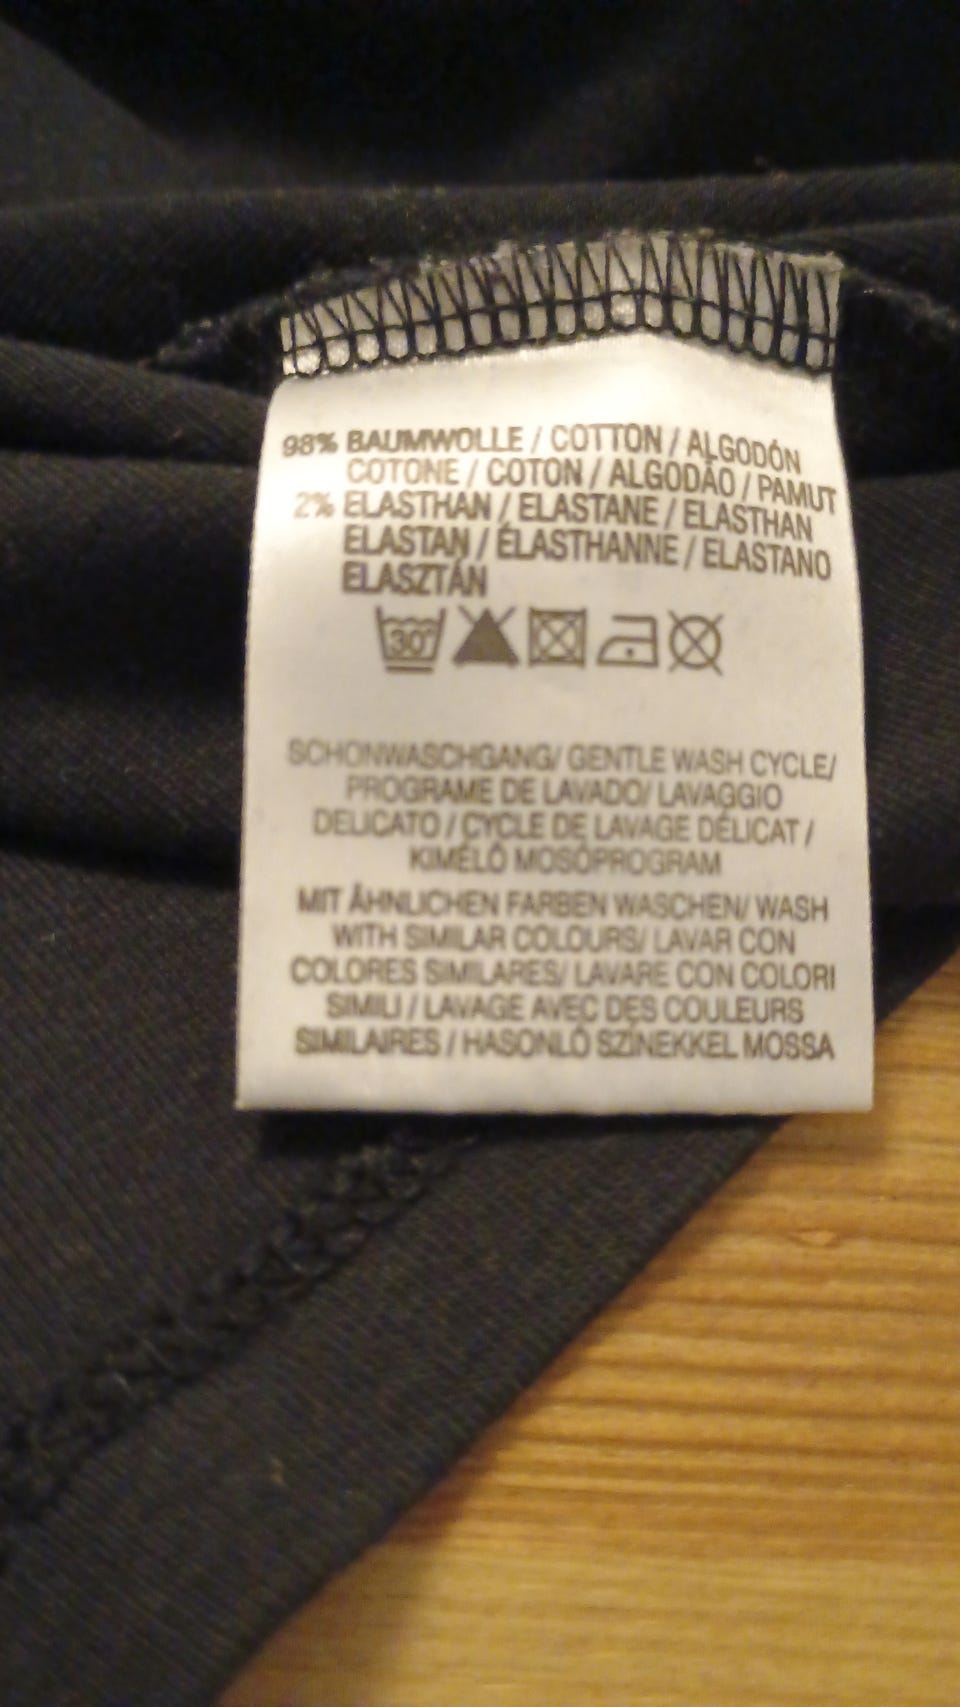 98% BAUMWOLLE / COTTON / ALGODÓN
COTONE / COTON / ALGODÃO / PAMUT
2% ELASTHAN / ELASTANE / ELASTHAN
ELASTAN / ÉLASTHANNE / ELASTANO
ELASZTÁN
30°
SCHONWASCHGANG/ GENTLE WASH CYCLE/
PROGRAME DE LAVADO/ LAVAGGIO
DELICATO / CYCLE DE LAVAGE DÉLICAT /
KIMÉLŐ MOSÓPROGRAM
MIT ÄHNLICHEN FARBEN WASCHEN/ WASH
WITH SIMILAR COLOURS/ LAVAR CON
COLORES SIMILARES/ LAVARE CON COLORI
SIMILI / LAVAGE AVEC DES COULEURS
SIMILAIRES / HASONLÓ SZÍNEKKEL MOSSA